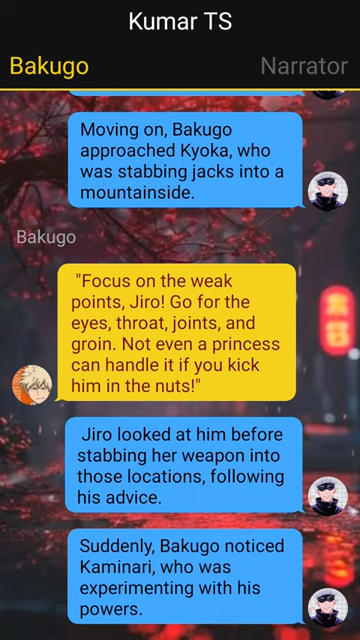 Kumar TS
Bakugo
Narrator
Moving on, Bakugo
approached Kyoka, who
was stabbing jacks into a
mountainside.
Bakugo
"Focus on the weak
points, Jiro! Go for the
eyes, throat, joints, and
groin. Not even a princess
can handle it if you kick
him in the nuts!"
Jiro looked at him before
stabbing her weapon into
those locations, following
his advice.
Suddenly, Bakugo noticed
Kaminari, who was
experimenting with his
powers.